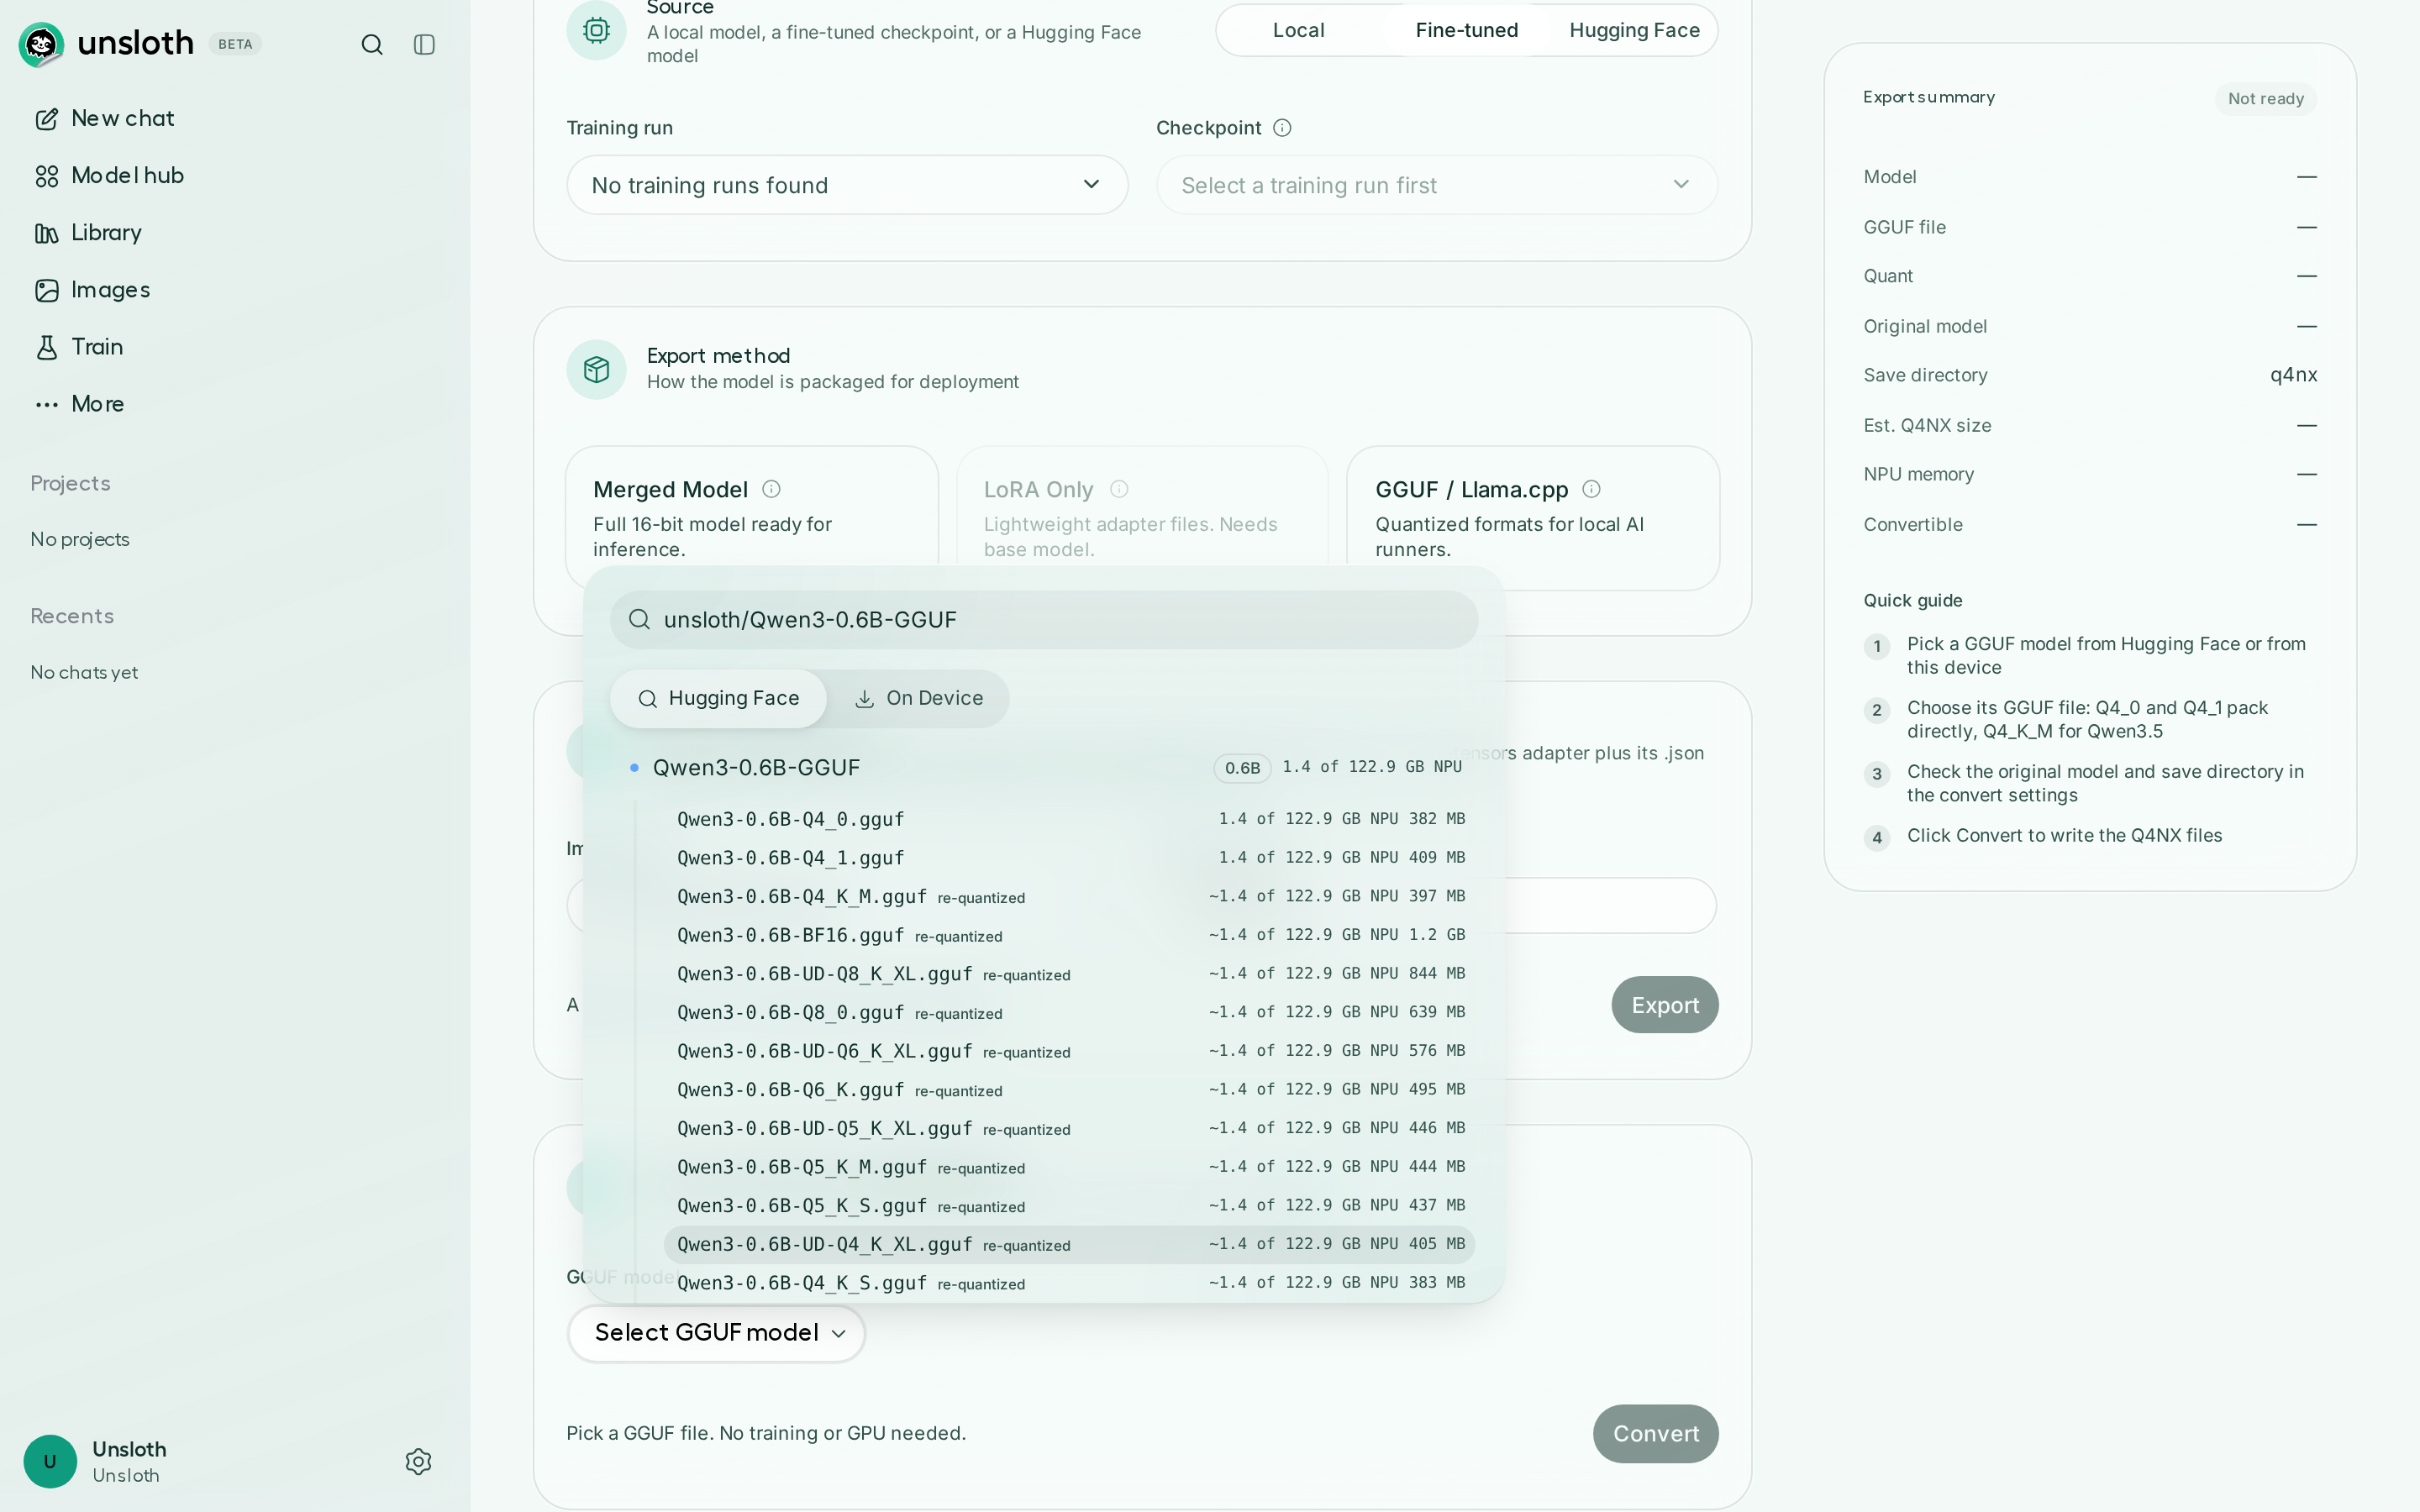 unsloth
BETA
New chat
Model hub
Library
Images
Train
More
Projects
No projects
Recents
No chats yet
Unsloth
Unsloth
U
Source
A local model, a fine-tuned checkpoint, or a Hugging Face
model
Local
Fine-tuned
Hugging Face
Training run
Checkpoint
No training runs found
Select a training run first
Export method
How the model is packaged for deployment
Merged Model
Full 16-bit model ready for
inference.
LoRA Only
Lightweight adapter files. Needs
base model.
GGUF / Llama.cpp
Quantized formats for local AI
runners.
unsloth/Qwen3-0.6B-GGUF
Hugging Face
On Device
adapter plus its .json
Qwen3-0.6B-GGUF 0.6B 1.4 of 122.9 GB NPU
Qwen3-0.6B-Q4_0.gguf 1.4 of 122.9 GB NPU 382 MB
Qwen3-0.6B-Q4_1.gguf 1.4 of 122.9 GB NPU 409 MB
Qwen3-0.6B-Q4_K_M.gguf re-quantized ~1.4 of 122.9 GB NPU 397 MB
Qwen3-0.6B-BF16.gguf re-quantized ~1.4 of 122.9 GB NPU 1.2 GB
Qwen3-0.6B-UD-Q8_K_XL.gguf re-quantized ~1.4 of 122.9 GB NPU 844 MB
Qwen3-0.6B-Q8_0.gguf re-quantized ~1.4 of 122.9 GB NPU 639 MB
Qwen3-0.6B-UD-Q6_K_XL.gguf re-quantized ~1.4 of 122.9 GB NPU 576 MB
Qwen3-0.6B-Q6_K.gguf re-quantized ~1.4 of 122.9 GB NPU 495 MB
Qwen3-0.6B-UD-Q5_K_XL.gguf re-quantized ~1.4 of 122.9 GB NPU 446 MB
Qwen3-0.6B-Q5_K_M.gguf re-quantized ~1.4 of 122.9 GB NPU 444 MB
Qwen3-0.6B-Q5_K_S.gguf re-quantized ~1.4 of 122.9 GB NPU 437 MB
Qwen3-0.6B-UD-Q4_K_XL.gguf re-quantized ~1.4 of 122.9 GB NPU 405 MB
Qwen3-0.6B-Q4_K_S.gguf re-quantized ~1.4 of 122.9 GB NPU 383 MB
Export
GGUF model
Select GGUF model
Pick a GGUF file. No training or GPU needed.
Convert
Export summary
Not ready
Model —
GGUF file —
Quant —
Original model —
Save directory q4nx
Est. Q4NX size —
NPU memory —
Convertible —
Quick guide
1 Pick a GGUF model from Hugging Face or from
this device
2 Choose its GGUF file: Q4_0 and Q4_1 pack
directly, Q4_K_M for Qwen3.5
3 Check the original model and save directory in
the convert settings
4 Click Convert to write the Q4NX files